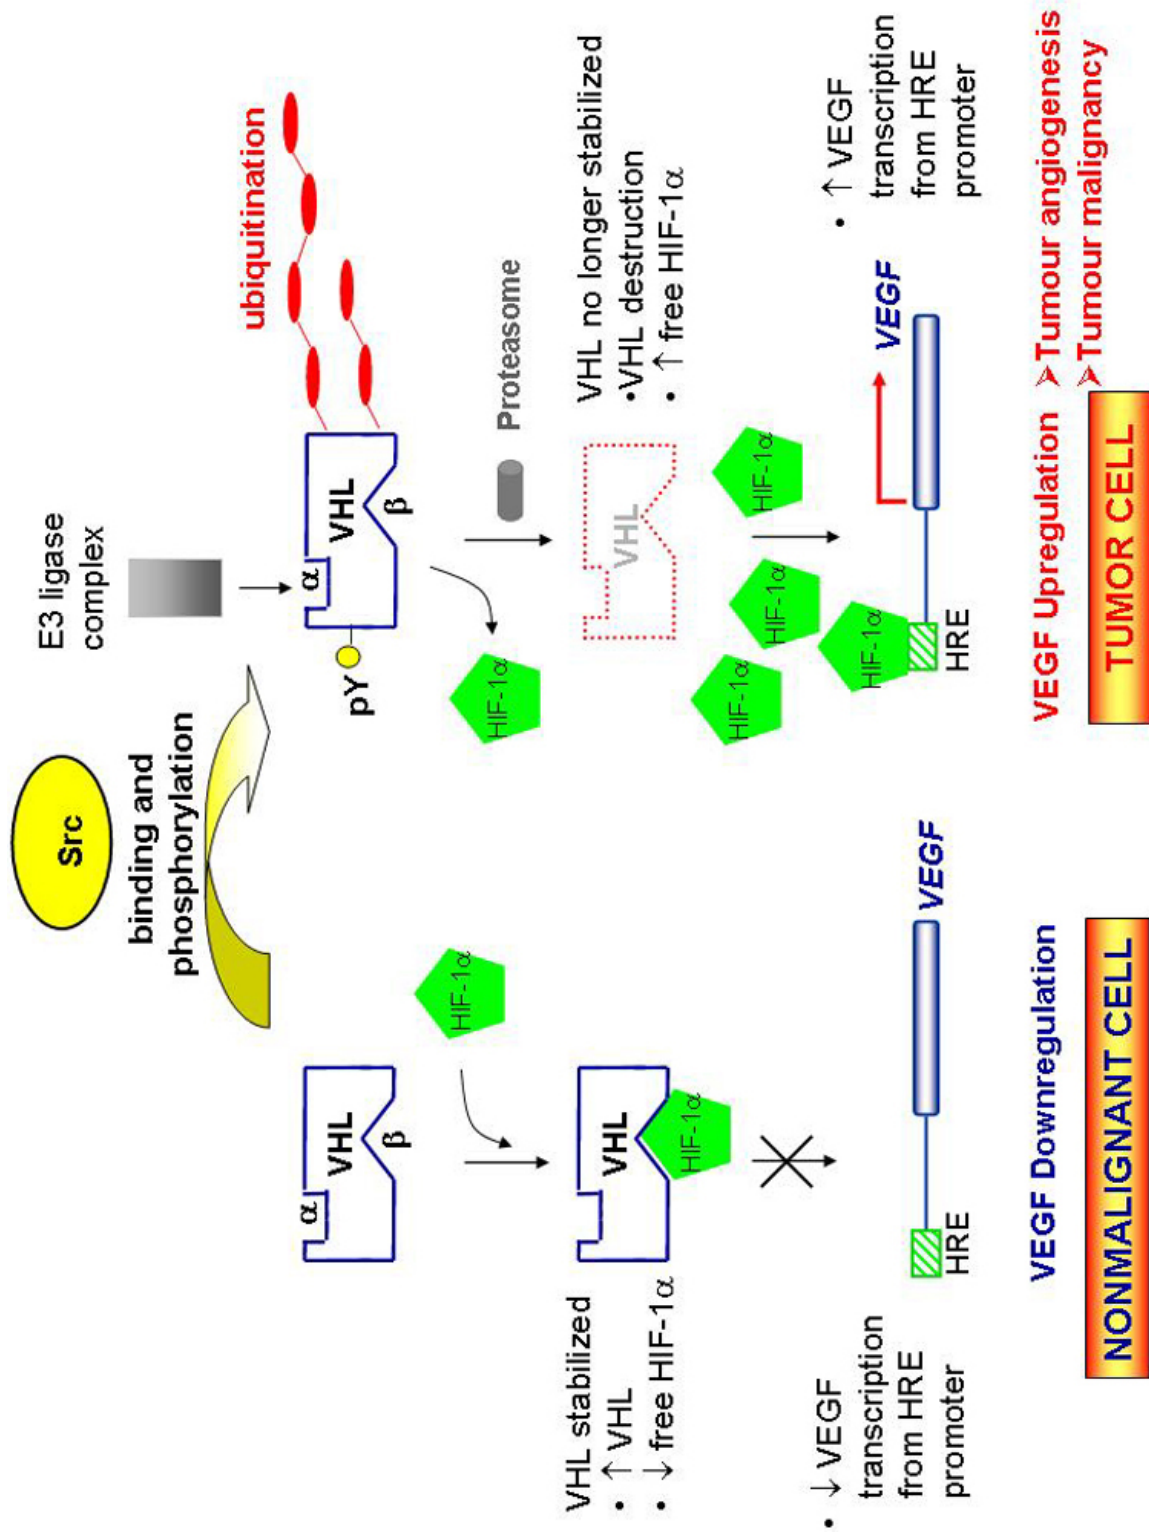 Src
binding and
phosphorylation
E3 ligase
complex
α
VHL
β
HIF-1α
VHL stabilized
• ↑ VHL
• ↓ free HIF-1α
VHL
HIF-1α
• ↓ VEGF
transcription
from HRE
promoter
HRE
VEGF
VEGF Downregulation
NONMALIGNANT CELL
ubiquitination
pY
α
VHL
β
HIF-1α
Proteasome
VHL
VHL no longer stabilized
•VHL destruction
• ↑ free HIF-1α
HIF-1α
HIF-1α
HIF-1α
HIF-1α
HRE
VEGF
• ↑ VEGF
transcription
from HRE
promoter
VEGF Upregulation
➢Tumour angiogenesis
➢Tumour malignancy
TUMOR CELL